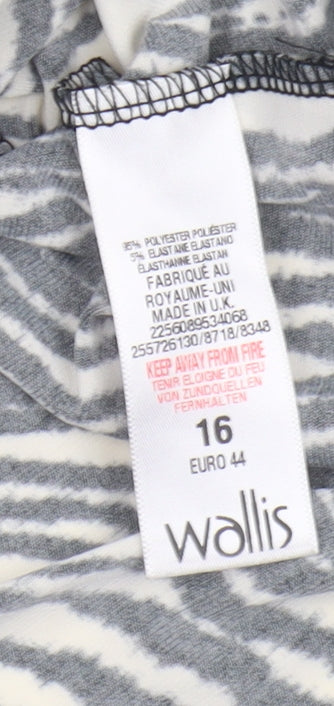 95% POLYESTER POLIÉSTER
5% ELASTANE ELASTANO
ELASTHANNE ELASTAN
FABRIQUÉ AU
ROYAUME-UNI
MADE IN U.K.
2256089534068
255726130/8718/8348
KEEP AWAY FROM FIRE
TENIR ELOIGNE DU FEU
VON ZUNDQUELLEN
FERNHALTEN
16
EURO 44
wallis